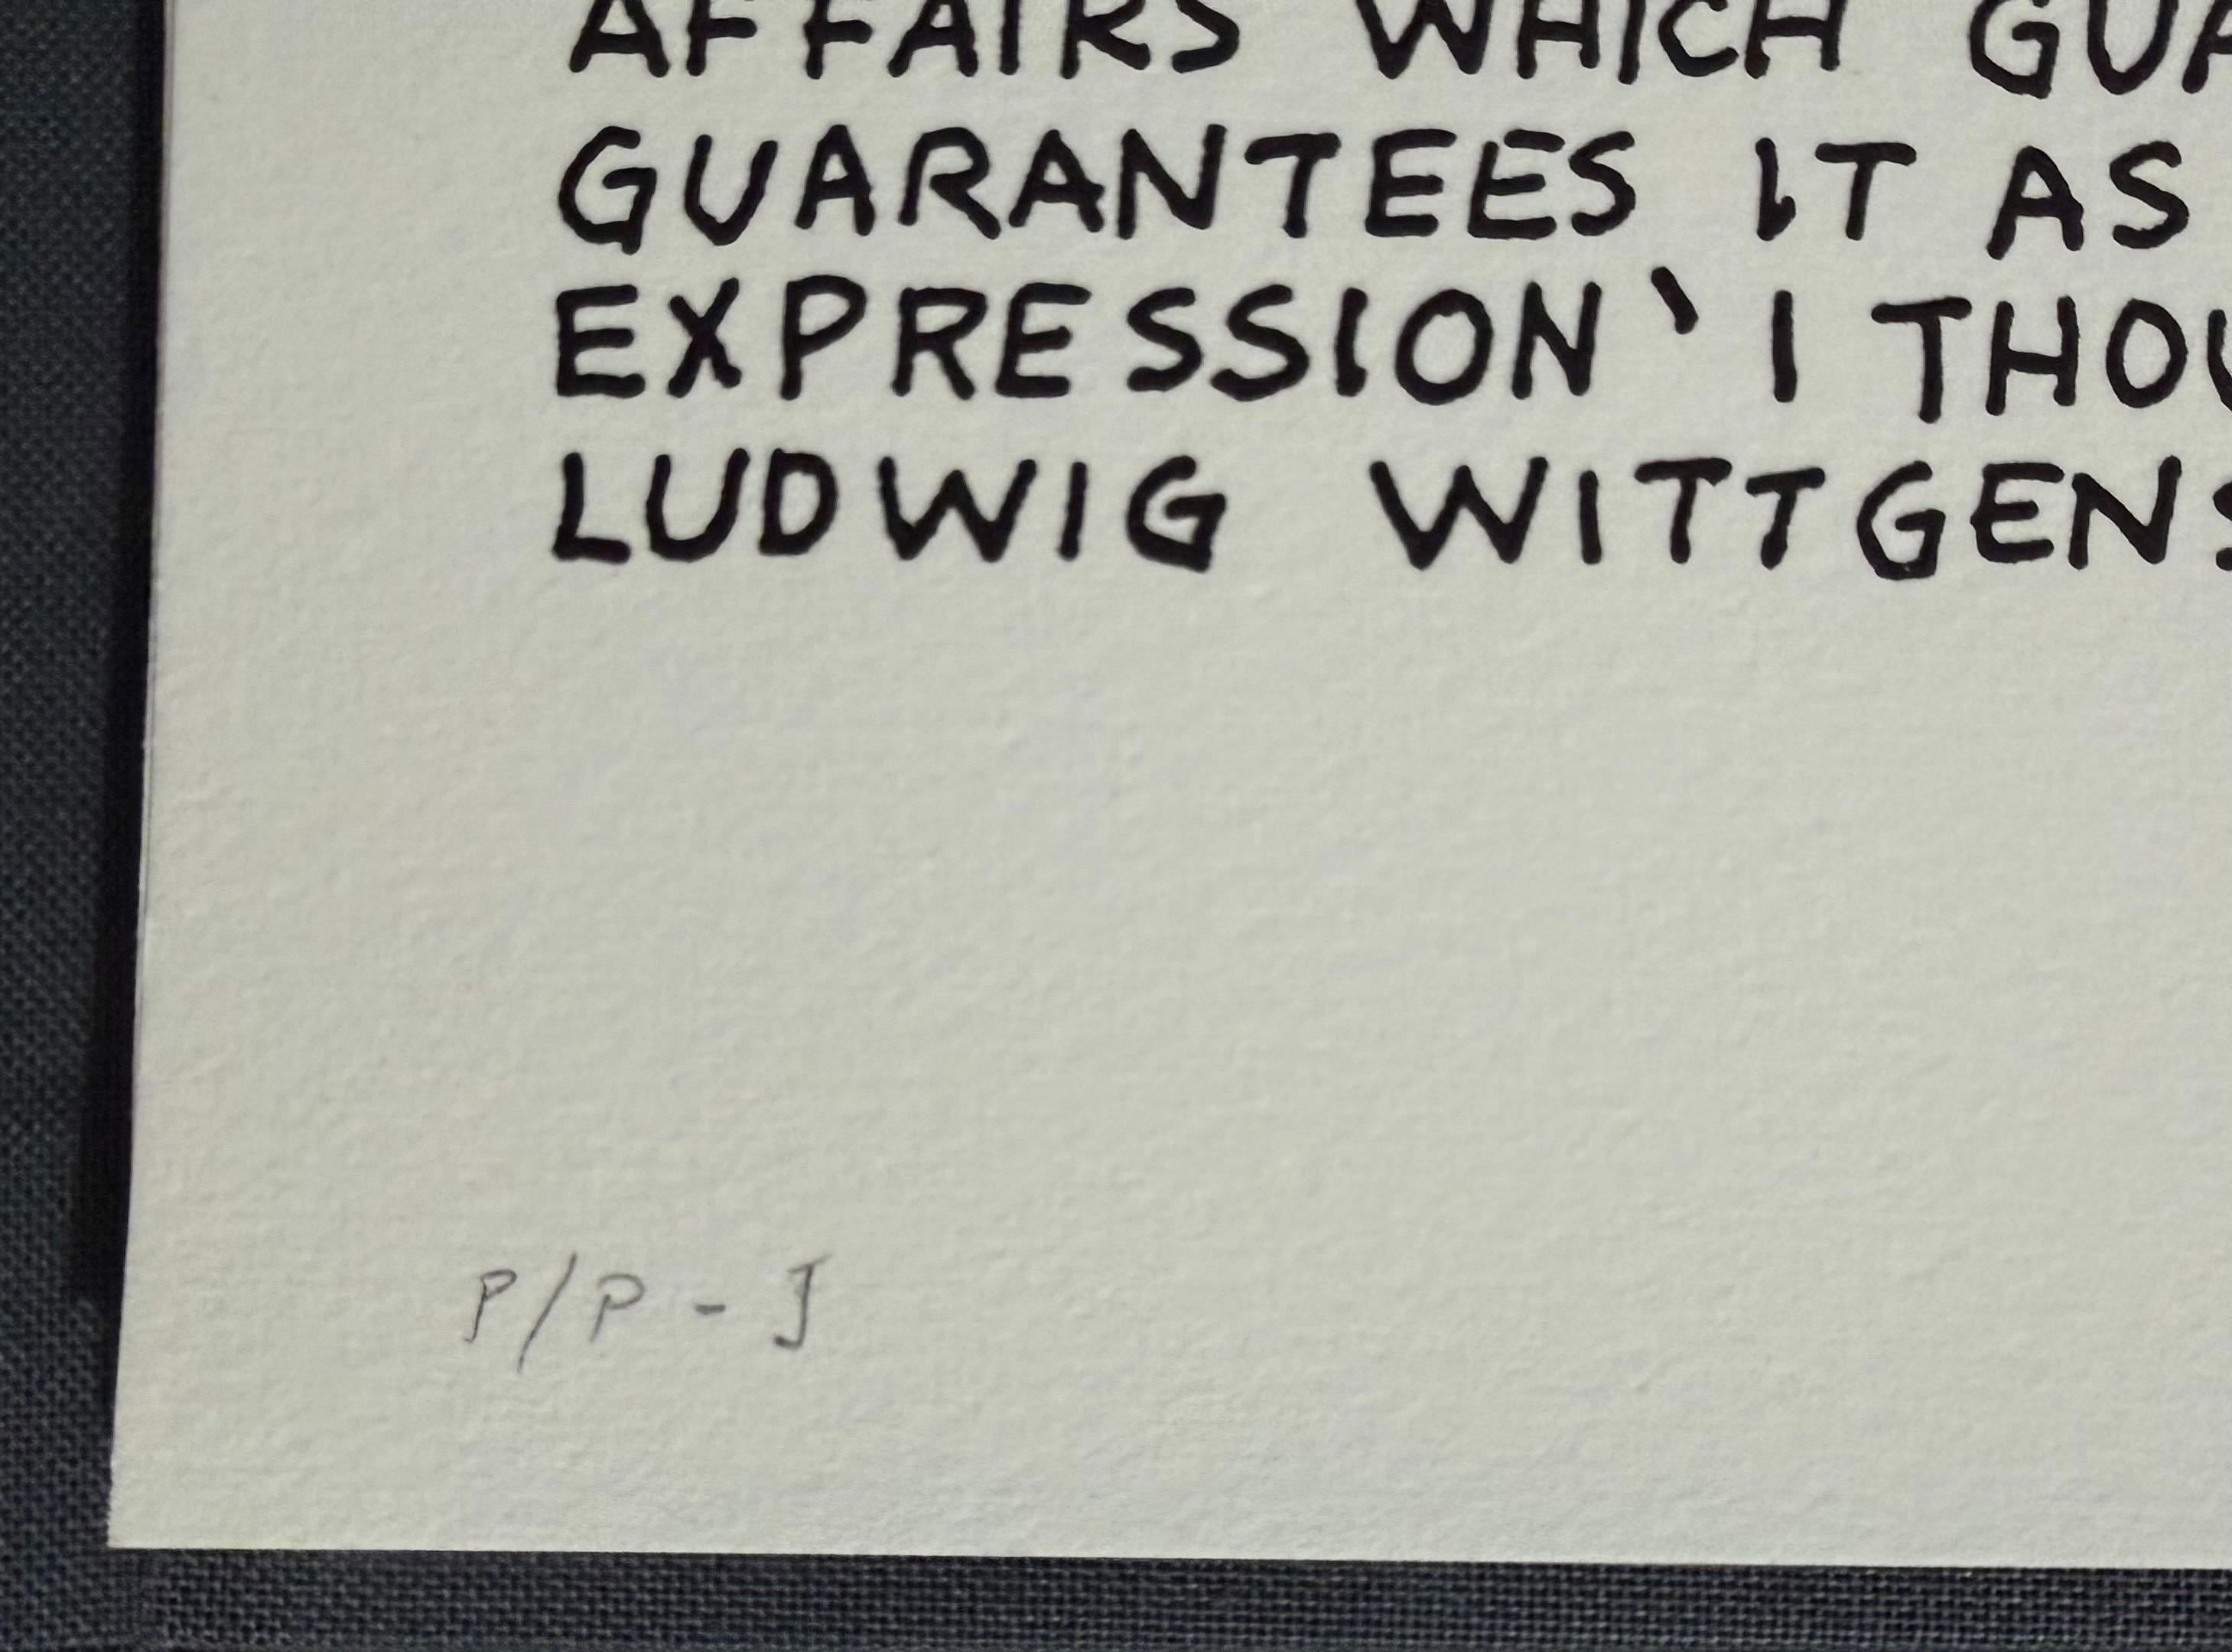 AFFAIRS WHICH GUA
GUARANTEES IT AS
EXPRESSION` I THOU
LUDWIG WITTGENS
P/P - J